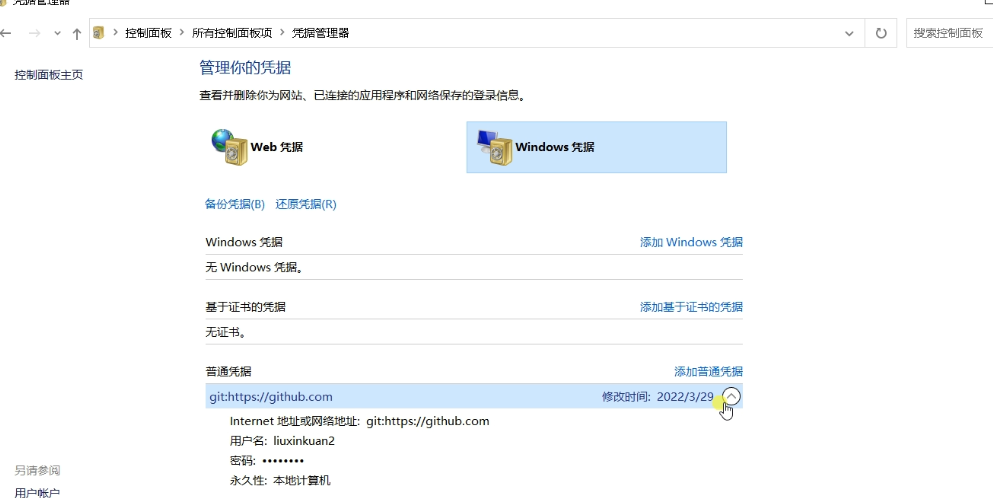 凭据管理器
控制面板 › 所有控制面板项 › 凭据管理器
搜索控制面板
控制面板主页
管理你的凭据
查看并删除你为网站、已连接的应用程序和网络保存的登录信息。
Web 凭据
Windows 凭据
备份凭据(B) 还原凭据(R)
Windows 凭据 添加 Windows 凭据
无 Windows 凭据。
基于证书的凭据 添加基于证书的凭据
无证书。
普通凭据 添加普通凭据
git:https://github.com 修改时间: 2022/3/29
Internet 地址或网络地址: git:https://github.com
用户名: liuxinkuan2
密码: ••••••••
永久性: 本地计算机
另请参阅
用户帐户